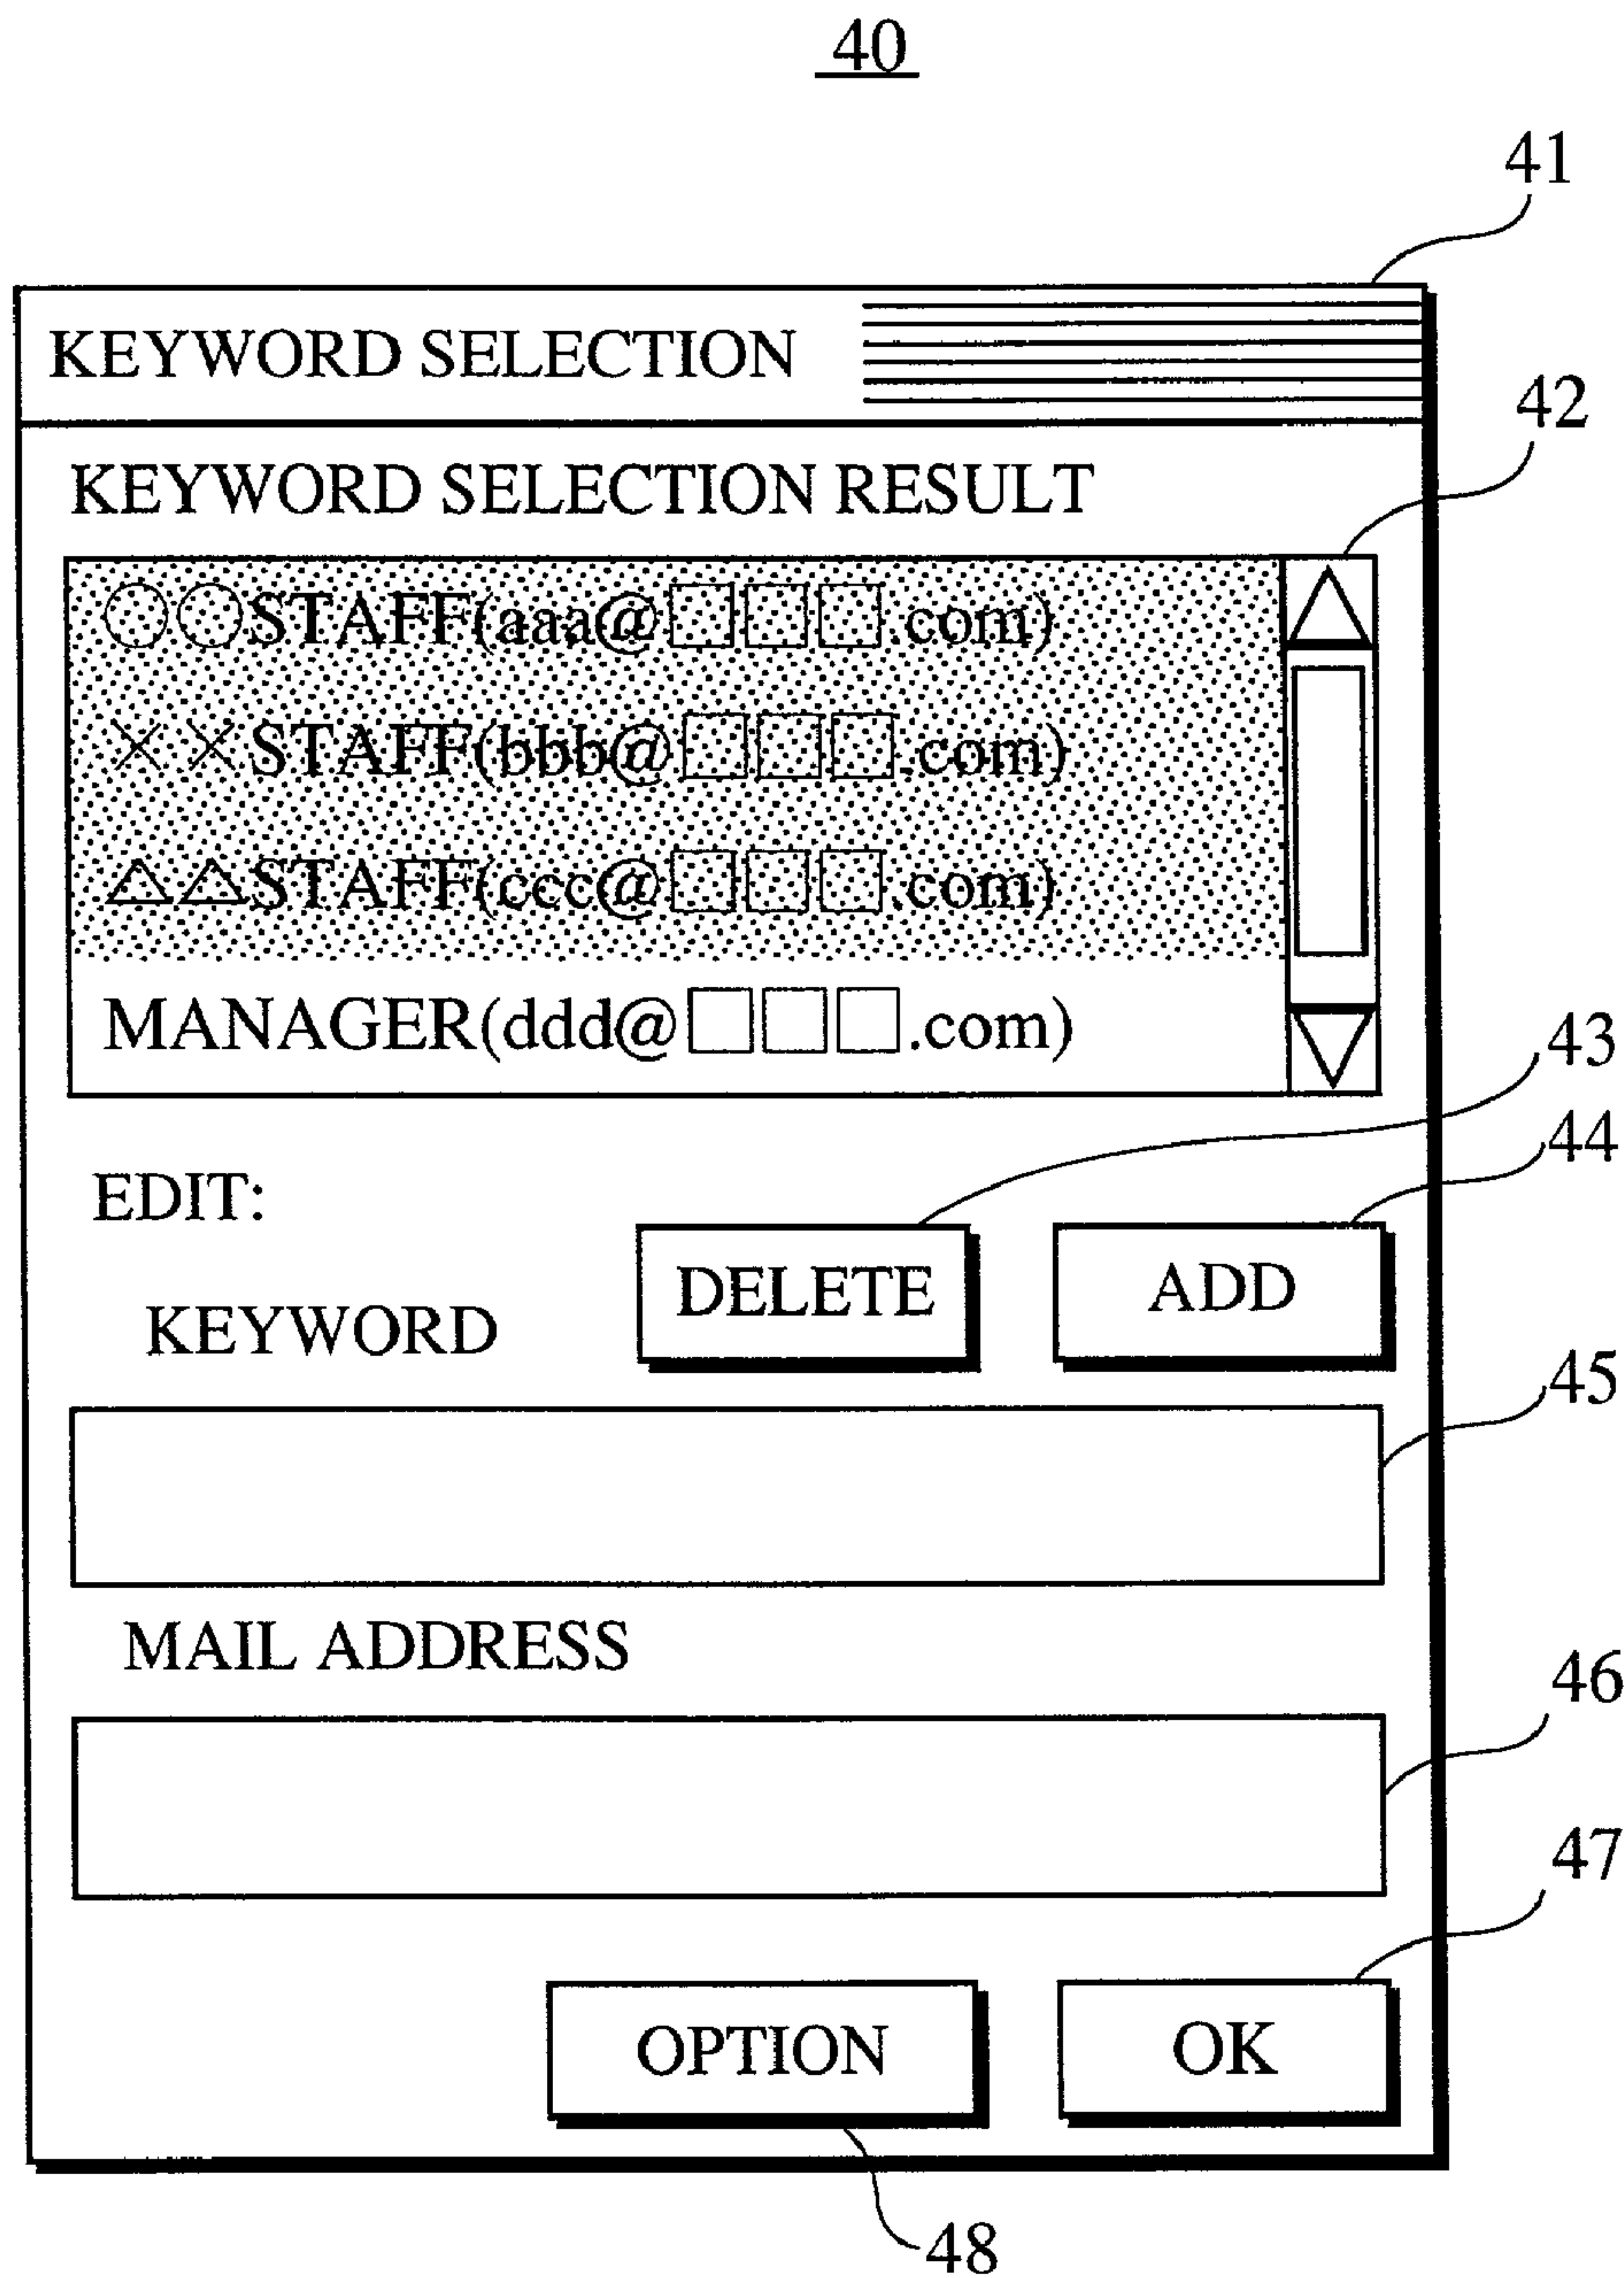 40
41
KEYWORD SELECTION
42
KEYWORD SELECTION RESULT
○○STAFF(aaa@□□□.com)
××STAFF(bbb@□□□.com)
△△STAFF(ccc@□□□.com)
MANAGER(ddd@□□□.com)
43
44
EDIT:
DELETE
ADD
KEYWORD
45
MAIL ADDRESS
46
47
OPTION
OK
48